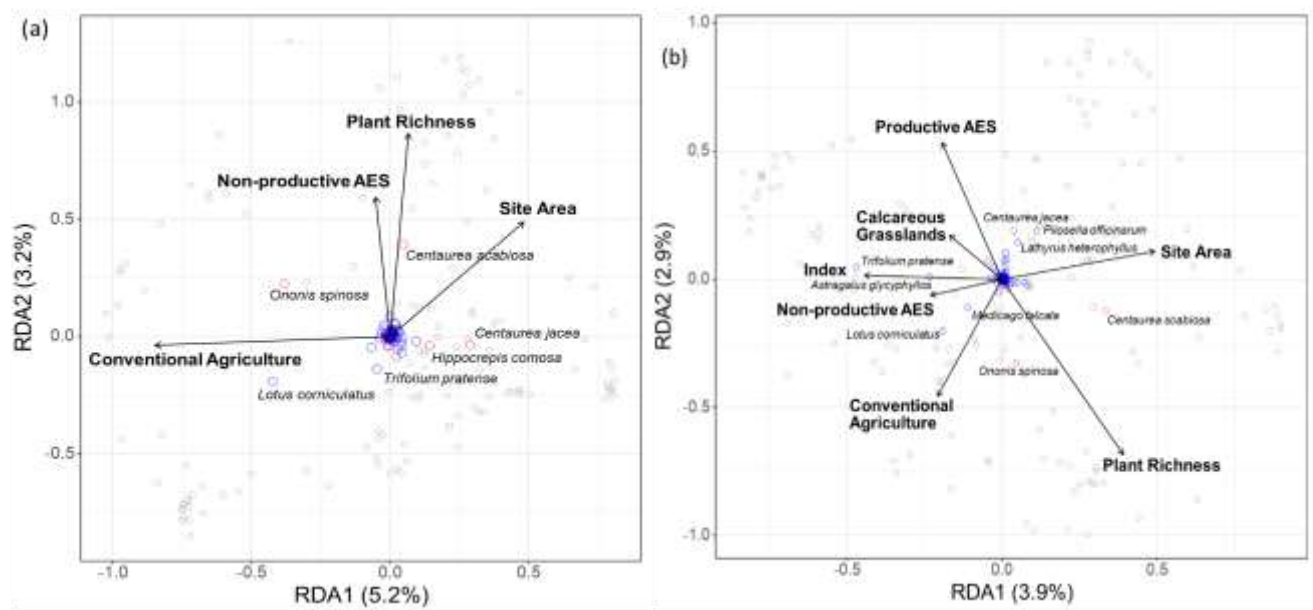 (a)
1.0
0.5
0.0
-0.5
RDA2 (3.2%)
Plant Richness
Non-productive AES
Site Area
Centaurea scabiosa
Ononis spinosa
Centaurea jacea
Conventional Agriculture
Hippocrepis comosa
Trifolium pratense
Lotus corniculatus
-1.0
-0.5
0.0
0.5
RDA1 (5.2%)
(b)
1.0
0.5
0.0
-0.5
-1.0
RDA2 (2.9%)
Productive AES
Calcareous
Grasslands
Centaurea jacea
Pilosella officinarum
Lathyrus heterophyllus
Trifolium pratense
Site Area
Index
Astragalus glycyphyllos
Non-productive AES
Medicago falcata
Centaurea scabiosa
Lotus corniculatus
Ononis spinosa
Conventional
Agriculture
Plant Richness
-0.5
0.0
0.5
RDA1 (3.9%)